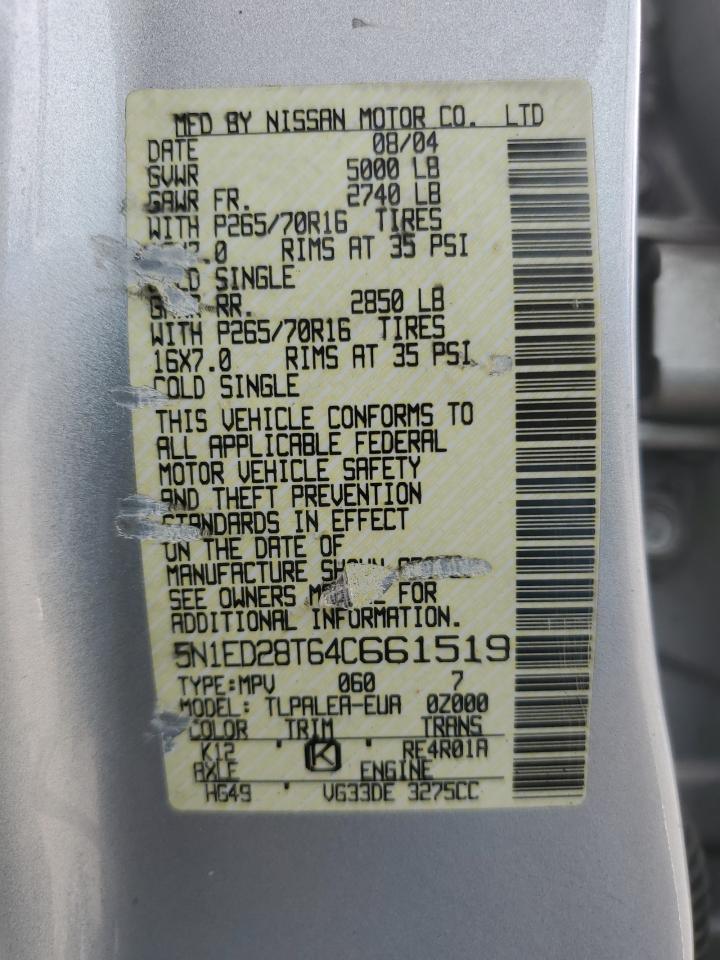 MFD BY NISSAN MOTOR CO. LTD
DATE 08/04
GVWR 5000 LB
GAWR FR. 2740 LB
WITH P265/70R16 TIRES
RIMS AT 35 PSI
SINGLE
RR. 2850 LB
WITH P265/70R16 TIRES
16X7.0 RIMS AT 35 PSI
COLD SINGLE
THIS VEHICLE CONFORMS TO
ALL APPLICABLE FEDERAL
MOTOR VEHICLE SAFETY
AND THEFT PREVENTION
STANDARDS IN EFFECT
ON THE DATE OF
MANUFACTURE SHOWN
SEE OWNERS FOR
ADDITIONAL INFORMATION.
5N1ED28T64C661519
TYPE:MPV 060 7
MODEL: TLPALEA-EUA 0Z000
COLOR TRIM TRANS
K12 K RE4R01A
AXLE ENGINE
HG49 VG33DE 3275CC